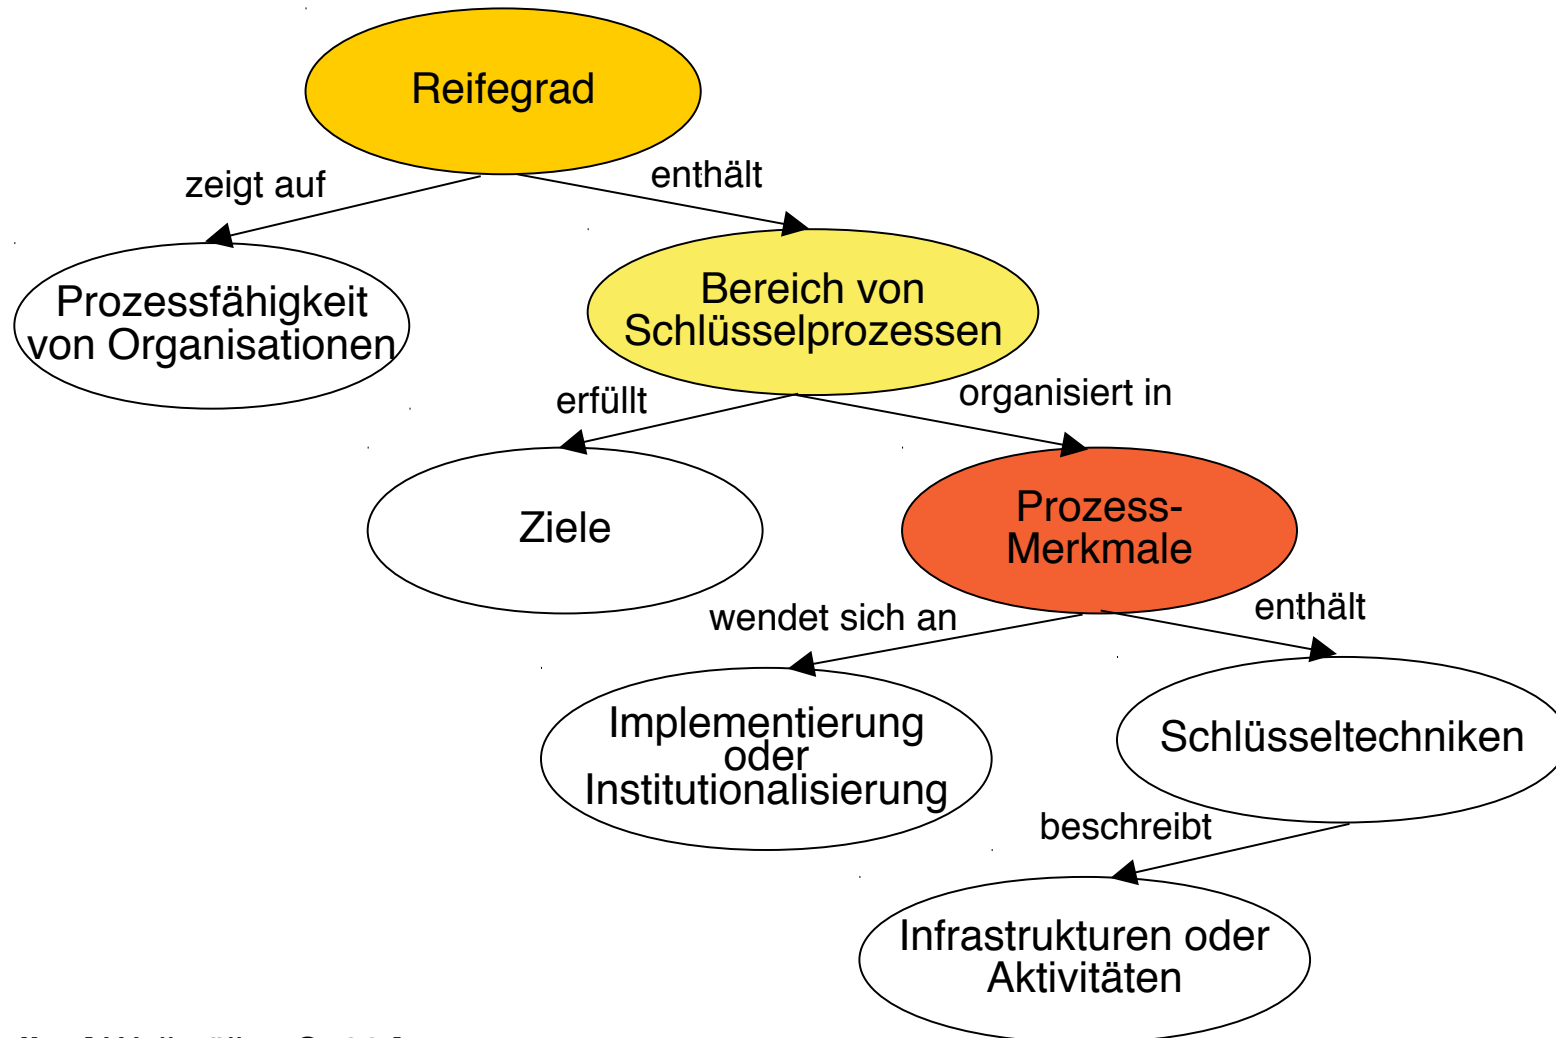 Reifegrad
zeigt auf
enthält
Prozessfähigkeit
von Organisationen
Bereich von
Schlüsselprozessen
erfüllt
organisiert in
Ziele
Prozess-
Merkmale
wendet sich an
enthält
Implementierung
oder
Institutionalisierung
Schlüsseltechniken
beschreibt
Infrastrukturen oder
Aktivitäten